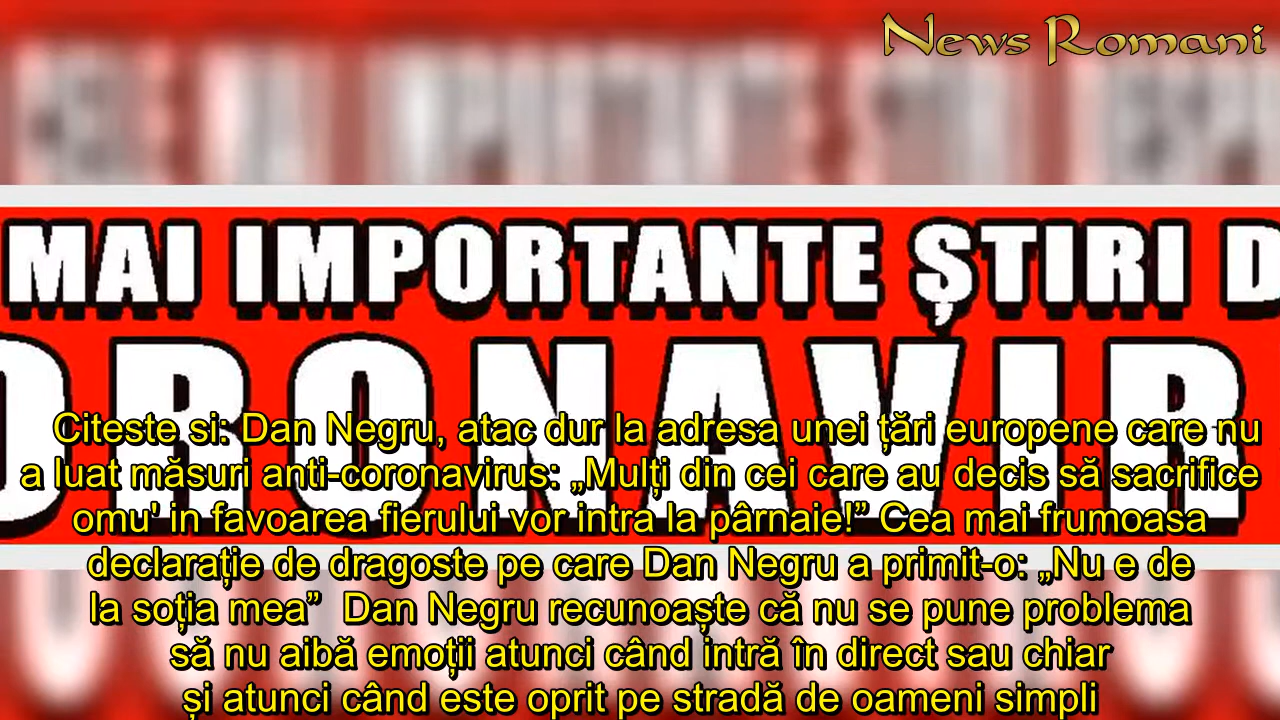 News Romani
MAI IMPORTANTE ȘTIRI D
ORONAVIR
Citeste si: Dan Negru, atac dur la adresa unei țări europene care nu
a luat măsuri anti-coronavirus: „Mulți din cei care au decis să sacrifice
omu' in favoarea fierului vor intra la pârnaie!” Cea mai frumoasa
declarație de dragoste pe care Dan Negru a primit-o: „Nu e de
la soția mea” Dan Negru recunoaște că nu se pune problema
să nu aibă emoții atunci când intră în direct sau chiar
și atunci când este oprit pe stradă de oameni simpli